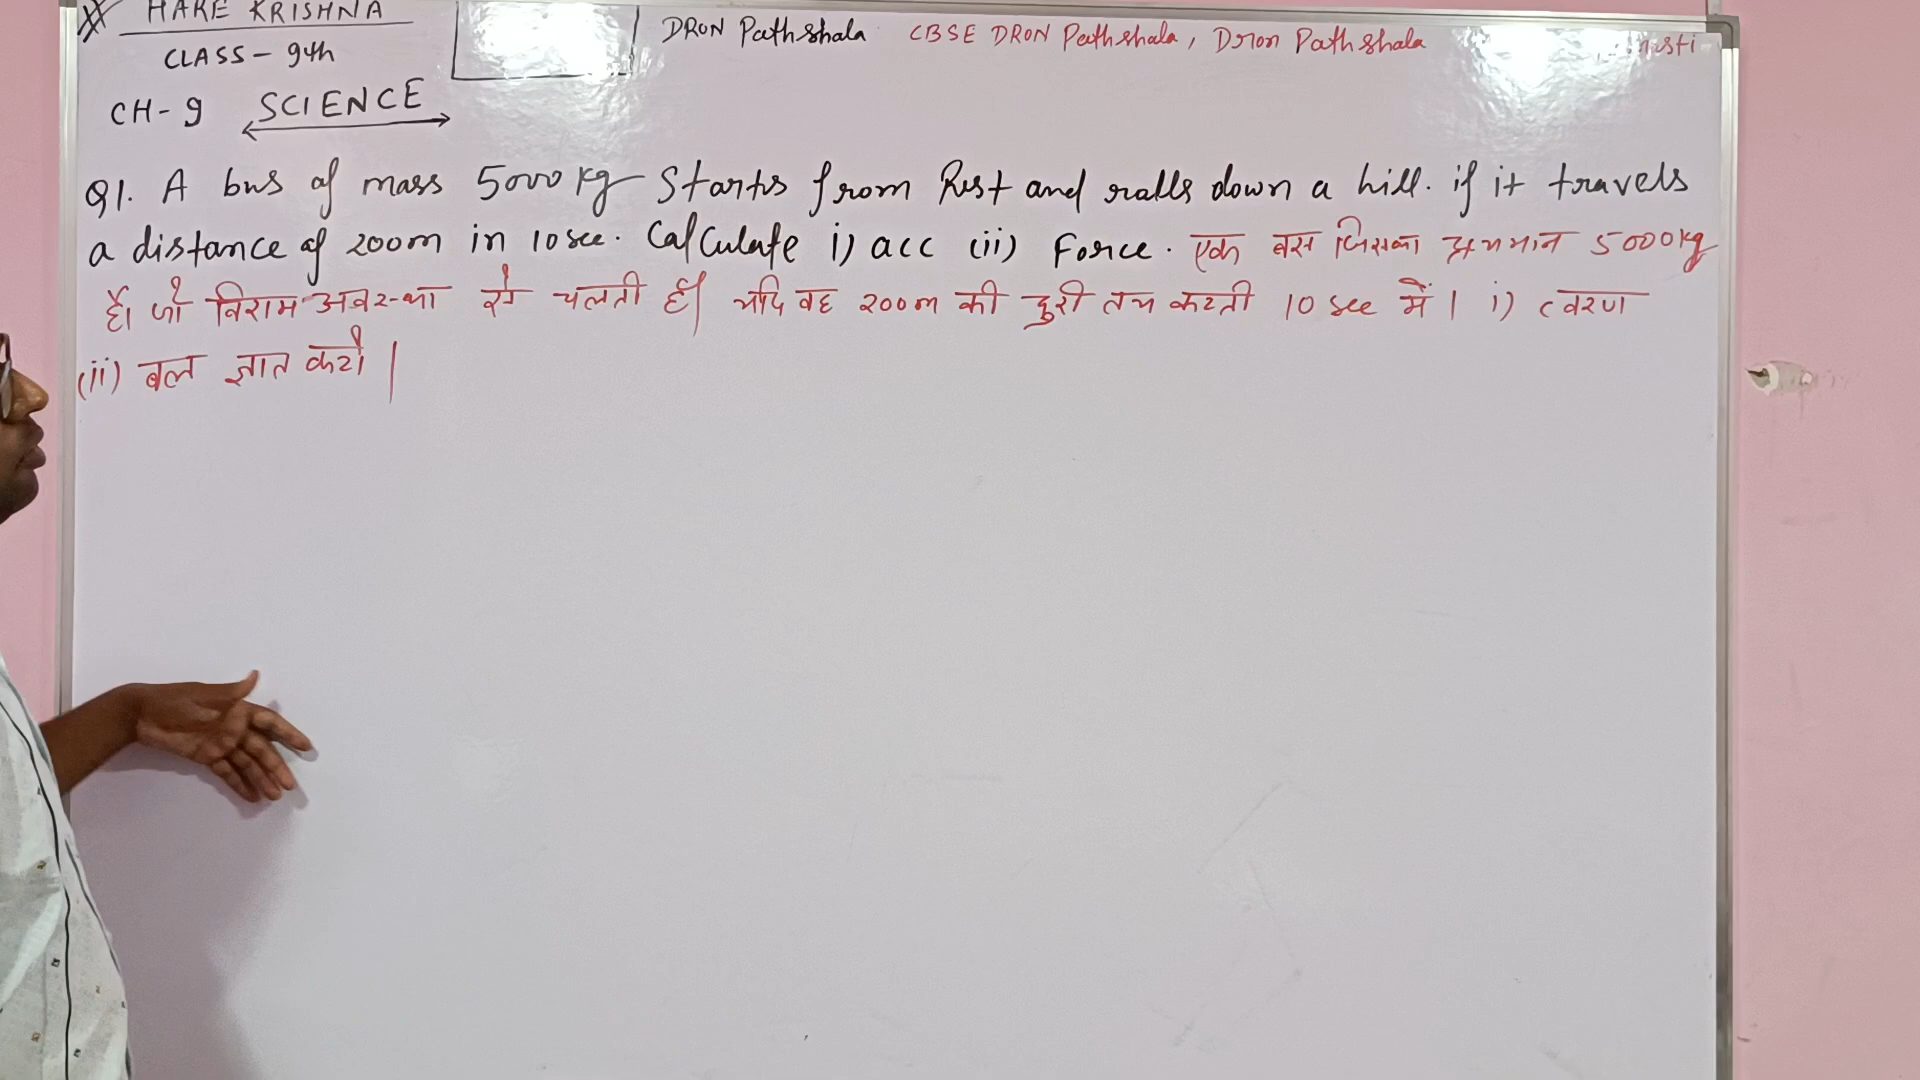 HARE KRISHNA
CLASS - 9th
CH - 9 SCIENCE
DRON Pathshala CBSE DRON Pathshala, Dron Pathshala
Q1. A bus of mass 5000 kg Starts from Rest and ralls down a hill. if it travels
a distance of 200m in 10 sec. Calculate i) acc (ii) Force. एक बस जिसका द्रव्यमान 5000kg
है। जो विराम अवस्था से चलती है। यदि वह 200m की दुरी तय करती 10 sec में। i) त्वरण
(ii) बल ज्ञात करो।